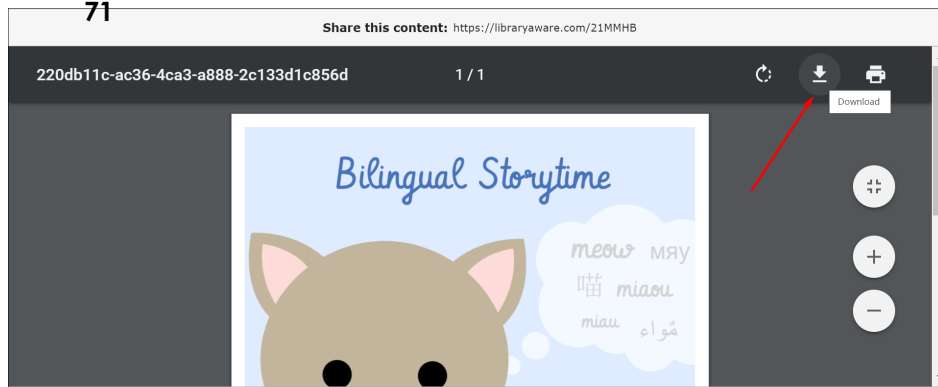 71
Share this content: https://libraryaware.com/21MMHB
220db11c-ac36-4ca3-a888-2c133d1c856d 1 / 1
Download
Bilingual Storytime
meow мяу
喵 miaou
miau مّواء